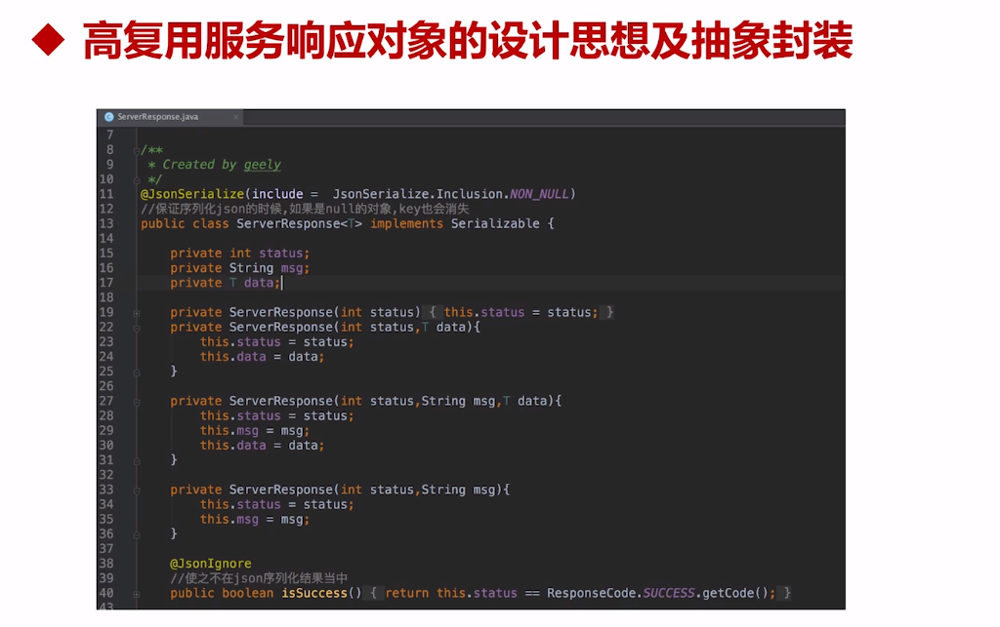 ◆ 高复用服务响应对象的设计思想及抽象封装
ServerResponse.java
7
8 /**
9 * Created by geely
10 */
11 @JsonSerialize(include = JsonSerialize.Inclusion.NON_NULL)
12 //保证序列化json的时候,如果是null的对象,key也会消失
13 public class ServerResponse<T> implements Serializable {
14
15 private int status;
16 private String msg;
17 private T data;
18
19 private ServerResponse(int status) { this.status = status; }
22 private ServerResponse(int status,T data){
23 this.status = status;
24 this.data = data;
25 }
26
27 private ServerResponse(int status,String msg,T data){
28 this.status = status;
29 this.msg = msg;
30 this.data = data;
31 }
32
33 private ServerResponse(int status,String msg){
34 this.status = status;
35 this.msg = msg;
36 }
37
38 @JsonIgnore
39 //使之不在json序列化结果当中
40 public boolean isSuccess() { return this.status == ResponseCode.SUCCESS.getCode(); }
43